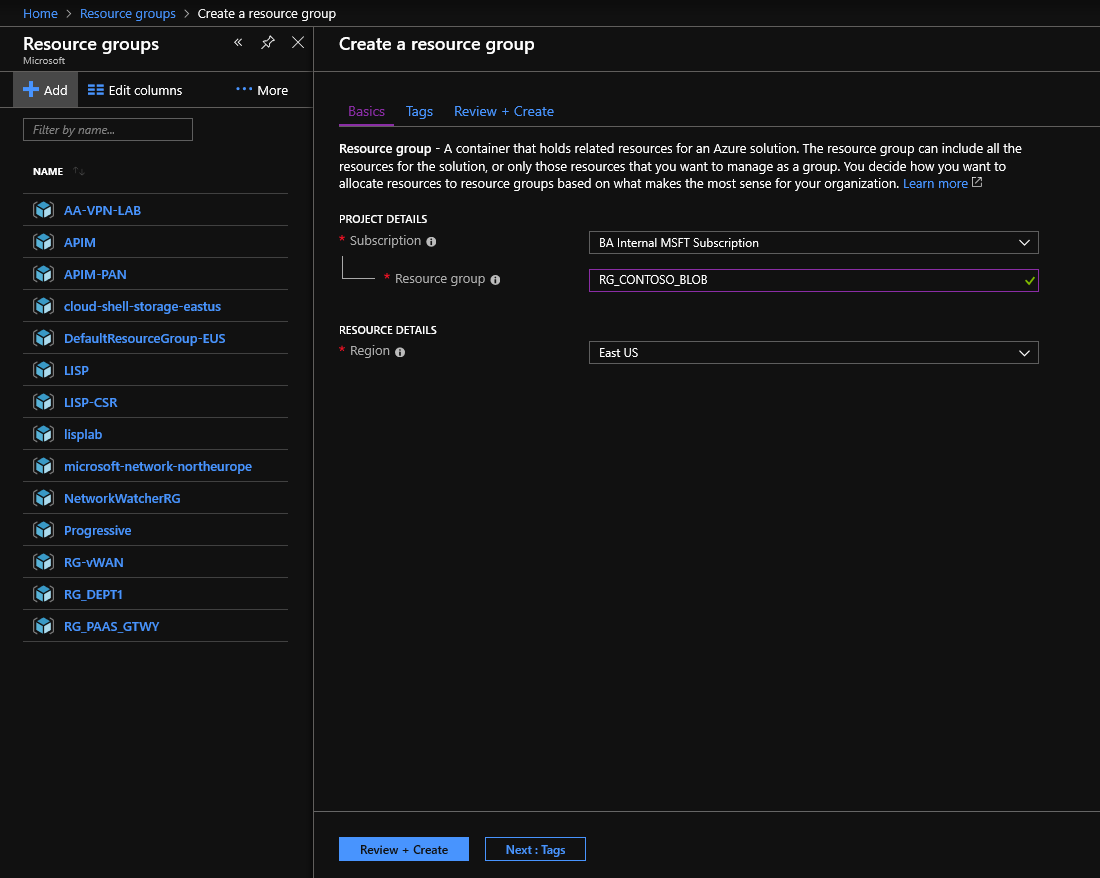 Home > Resource groups > Create a resource group
Resource groups
Microsoft
Add
Edit columns
More
Filter by name...
NAME
AA-VPN-LAB
APIM
APIM-PAN
cloud-shell-storage-eastus
DefaultResourceGroup-EUS
LISP
LISP-CSR
lisplab
microsoft-network-northeurope
NetworkWatcherRG
Progressive
RG-vWAN
RG_DEPT1
RG_PAAS_GTWY
Create a resource group
Basics Tags Review + Create
Resource group - A container that holds related resources for an Azure solution. The resource group can include all the
resources for the solution, or only those resources that you want to manage as a group. You decide how you want to
allocate resources to resource groups based on what makes the most sense for your organization. Learn more
PROJECT DETAILS
* Subscription
BA Internal MSFT Subscription
* Resource group
RG_CONTOSO_BLOB
RESOURCE DETAILS
* Region
East US
Review + Create
Next : Tags